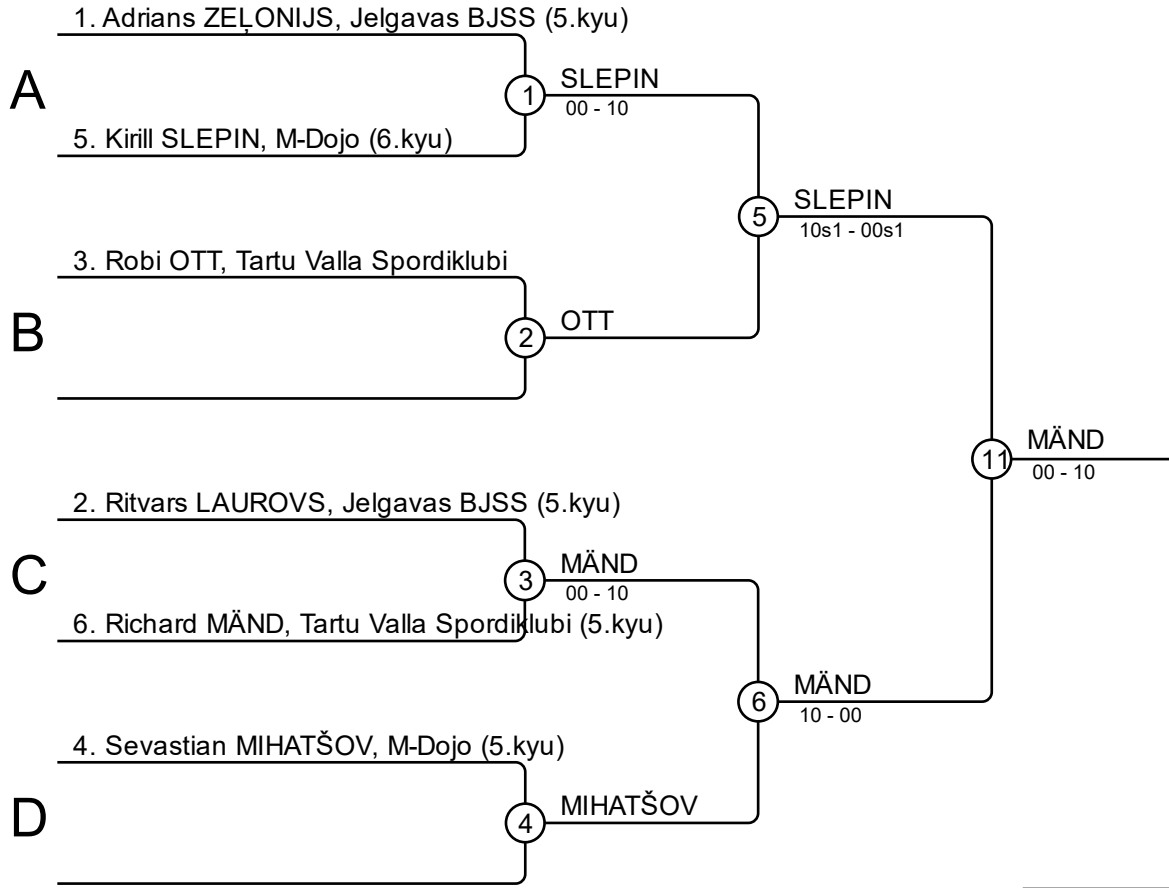 1. Adrians ZEĻONIJS, Jelgavas BJSS (5.kyu)
A
1
SLEPIN
00 - 10
5. Kirill SLEPIN, M-Dojo (6.kyu)
5
SLEPIN
10s1 - 00s1
3. Robi OTT, Tartu Valla Spordiklubi
B
2
OTT
11
MÄND
00 - 10
2. Ritvars LAUROVS, Jelgavas BJSS (5.kyu)
C
3
MÄND
00 - 10
6. Richard MÄND, Tartu Valla Spordiklubi (5.kyu)
6
MÄND
10 - 00
4. Sevastian MIHATŠOV, M-Dojo (5.kyu)
D
4
MIHATŠOV